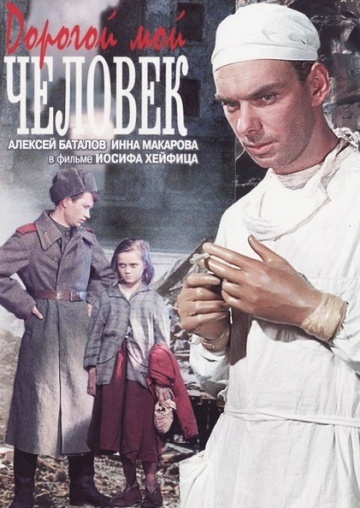 Дорогой мой
ЧЕЛОВЕК
АЛЕКСЕЙ БАТАЛОВ ИННА МАКАРОВА
В ФИЛЬМЕ ИОСИФА ХЕЙФИЦА